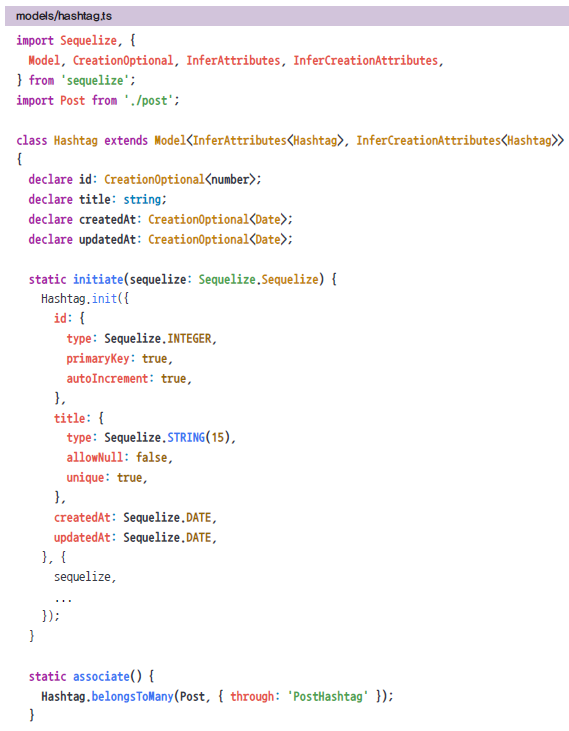 models/hashtag.ts
import Sequelize, {
  Model, CreationOptional, InferAttributes, InferCreationAttributes,
} from 'sequelize';
import Post from './post';
class Hashtag extends Model<InferAttributes<Hashtag>, InferCreationAttributes<Hashtag>>
{
  declare id: CreationOptional<number>;
  declare title: string;
  declare createdAt: CreationOptional<Date>;
  declare updatedAt: CreationOptional<Date>;
  static initiate(sequelize: Sequelize.Sequelize) {
    Hashtag.init({
      id: {
        type: Sequelize.INTEGER,
        primaryKey: true,
        autoIncrement: true,
      },
      title: {
        type: Sequelize.STRING(15),
        allowNull: false,
        unique: true,
      },
      createdAt: Sequelize.DATE,
      updatedAt: Sequelize.DATE,
    }, {
      sequelize,
      ...
    });
  }
  static associate() {
    Hashtag.belongsToMany(Post, { through: 'PostHashtag' });
  }